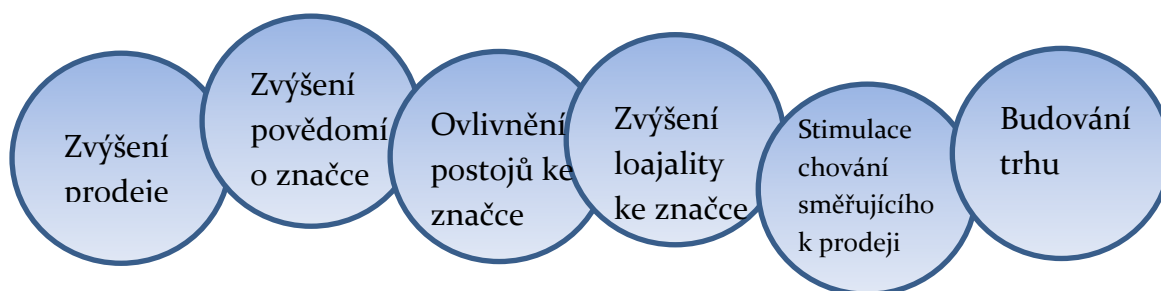 Zvýšení
prodeje
Zvýšení
povědomí
o značce
Ovlivnění
postojů ke
značce
Zvýšení
loajality
ke značce
Stimulace
chování
směřujícího
k prodeji
Budování
trhu